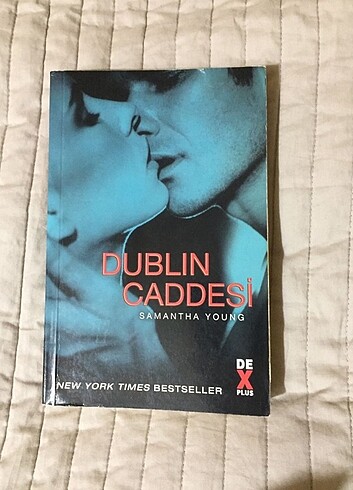 DUBLIN
CADDESİ
SAMANTHA YOUNG
DE
X
PLUS
NEW YORK TIMES BESTSELLER